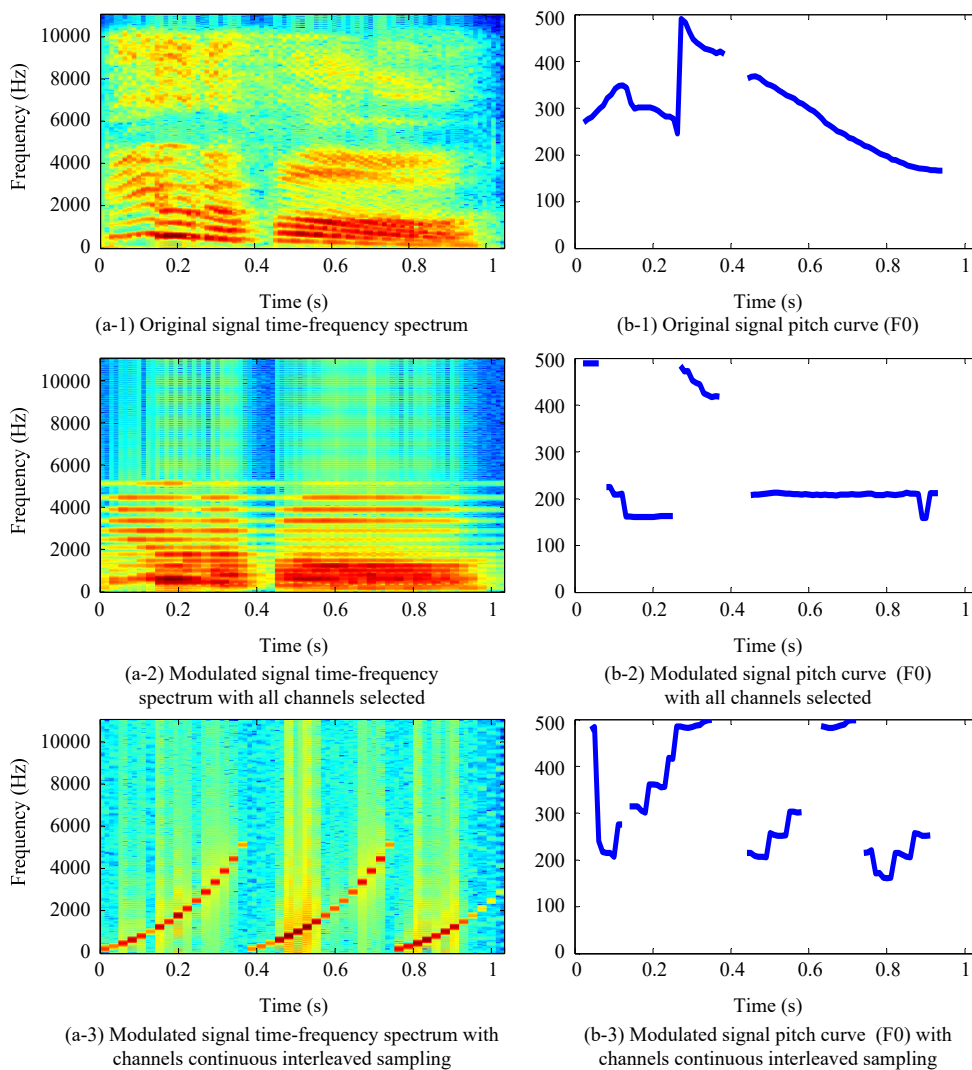 10000
8000
6000
4000
2000
0
Frequency (Hz)
0 0.2 0.4 0.6 0.8 1
Time (s)
(a-1) Original signal time-frequency spectrum
500
400
300
200
100
0 0.2 0.4 0.6 0.8 1
Time (s)
(b-1) Original signal pitch curve (F0)
10000
8000
6000
4000
2000
0
Frequency (Hz)
0 0.2 0.4 0.6 0.8 1
Time (s)
(a-2) Modulated signal time-frequency
spectrum with all channels selected
500
400
300
200
100
0 0.2 0.4 0.6 0.8 1
Time (s)
(b-2) Modulated signal pitch curve (F0)
with all channels selected
10000
8000
6000
4000
2000
0
Frequency (Hz)
0 0.2 0.4 0.6 0.8 1
Time (s)
(a-3) Modulated signal time-frequency spectrum with
channels continuous interleaved sampling
500
400
300
200
100
0 0.2 0.4 0.6 0.8 1
Time (s)
(b-3) Modulated signal pitch curve (F0) with
channels continuous interleaved sampling